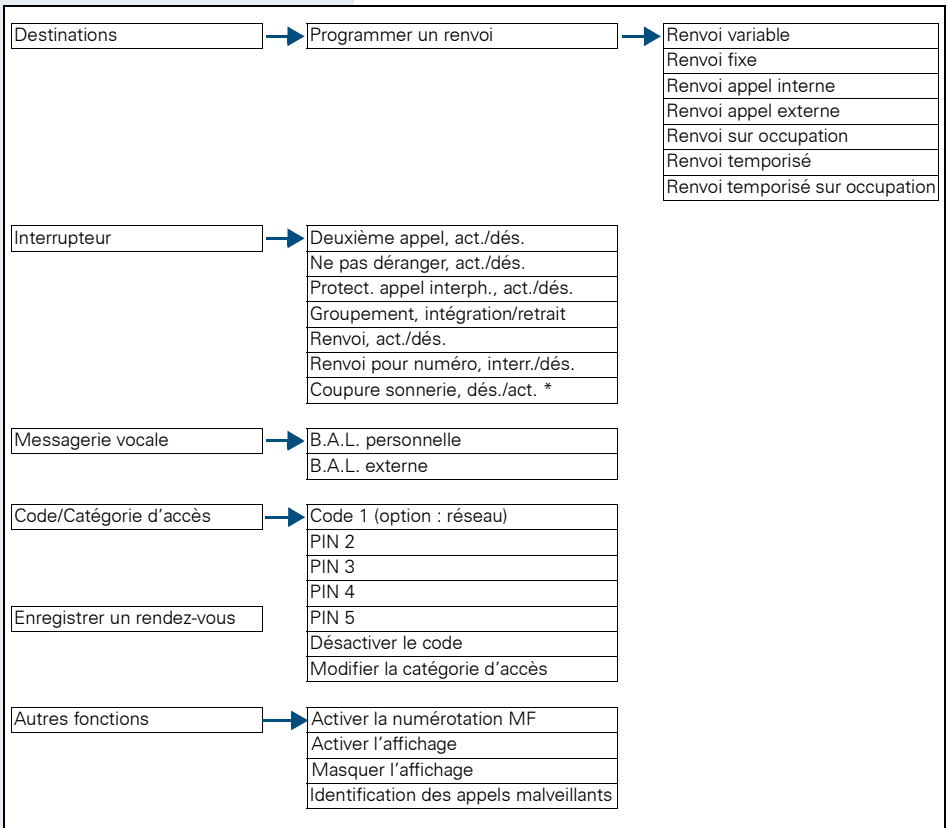 Destinations
Programmer un renvoi
Renvoi variable
Renvoi fixe
Renvoi appel interne
Renvoi appel externe
Renvoi sur occupation
Renvoi temporisé
Renvoi temporisé sur occupation
Interrupteur
Deuxième appel, act./dés.
Ne pas déranger, act./dés.
Protect. appel interph., act./dés.
Groupement, intégration/retrait
Renvoi, act./dés.
Renvoi pour numéro, interr./dés.
Coupure sonnerie, dés./act. *
Messagerie vocale
B.A.L. personnelle
B.A.L. externe
Code/Catégorie d’accès
Code 1 (option : réseau)
PIN 2
PIN 3
PIN 4
PIN 5
Désactiver le code
Modifier la catégorie d’accès
Enregistrer un rendez-vous
Autres fonctions
Activer la numérotation MF
Activer l’affichage
Masquer l’affichage
Identification des appels malveillants